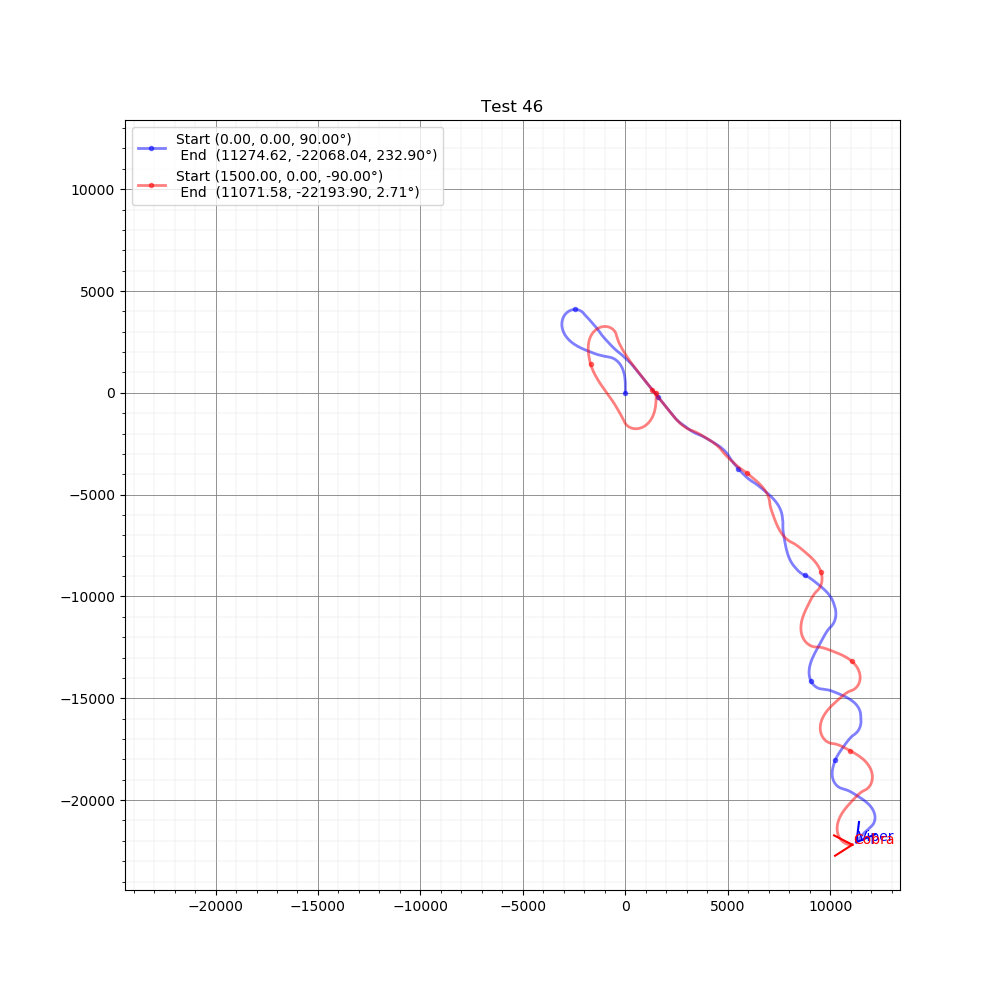 Test 46
Start (0.00, 0.00, 90.00°)
End (11274.62, -22068.04, 232.90°)
Start (1500.00, 0.00, -90.00°)
End (11071.58, -22193.90, 2.71°)
10000
5000
0
−5000
−10000
−15000
−20000
Viper
Cobra
−20000 −15000 −10000 −5000 0 5000 10000